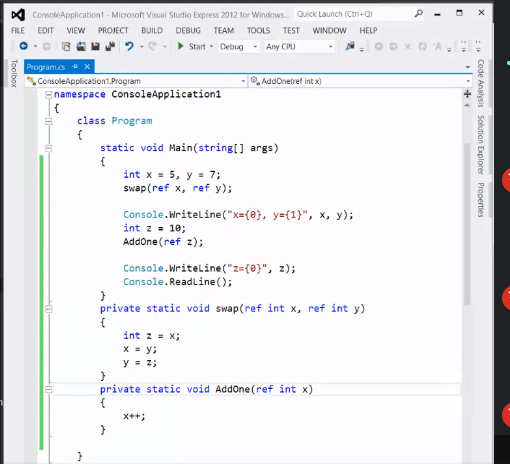 ConsoleApplication1 - Microsoft Visual Studio Express 2012 for Windows... Quick Launch (Ctrl+Q)
FILE EDIT VIEW PROJECT BUILD DEBUG TEAM TOOLS TEST WINDOW HELP
Start Debug Any CPU
Program.cs
ConsoleApplication1.Program AddOne(ref int x)
Toolbox
Code Analysis
Solution Explorer
Properties
namespace ConsoleApplication1
{
class Program
{
static void Main(string[] args)
{
int x = 5, y = 7;
swap(ref x, ref y);
Console.WriteLine("x={0}, y={1}", x, y);
int z = 10;
AddOne(ref z);
Console.WriteLine("z={0}", z);
Console.ReadLine();
}
private static void swap(ref int x, ref int y)
{
int z = x;
x = y;
y = z;
}
private static void AddOne(ref int x)
{
x++;
}
}